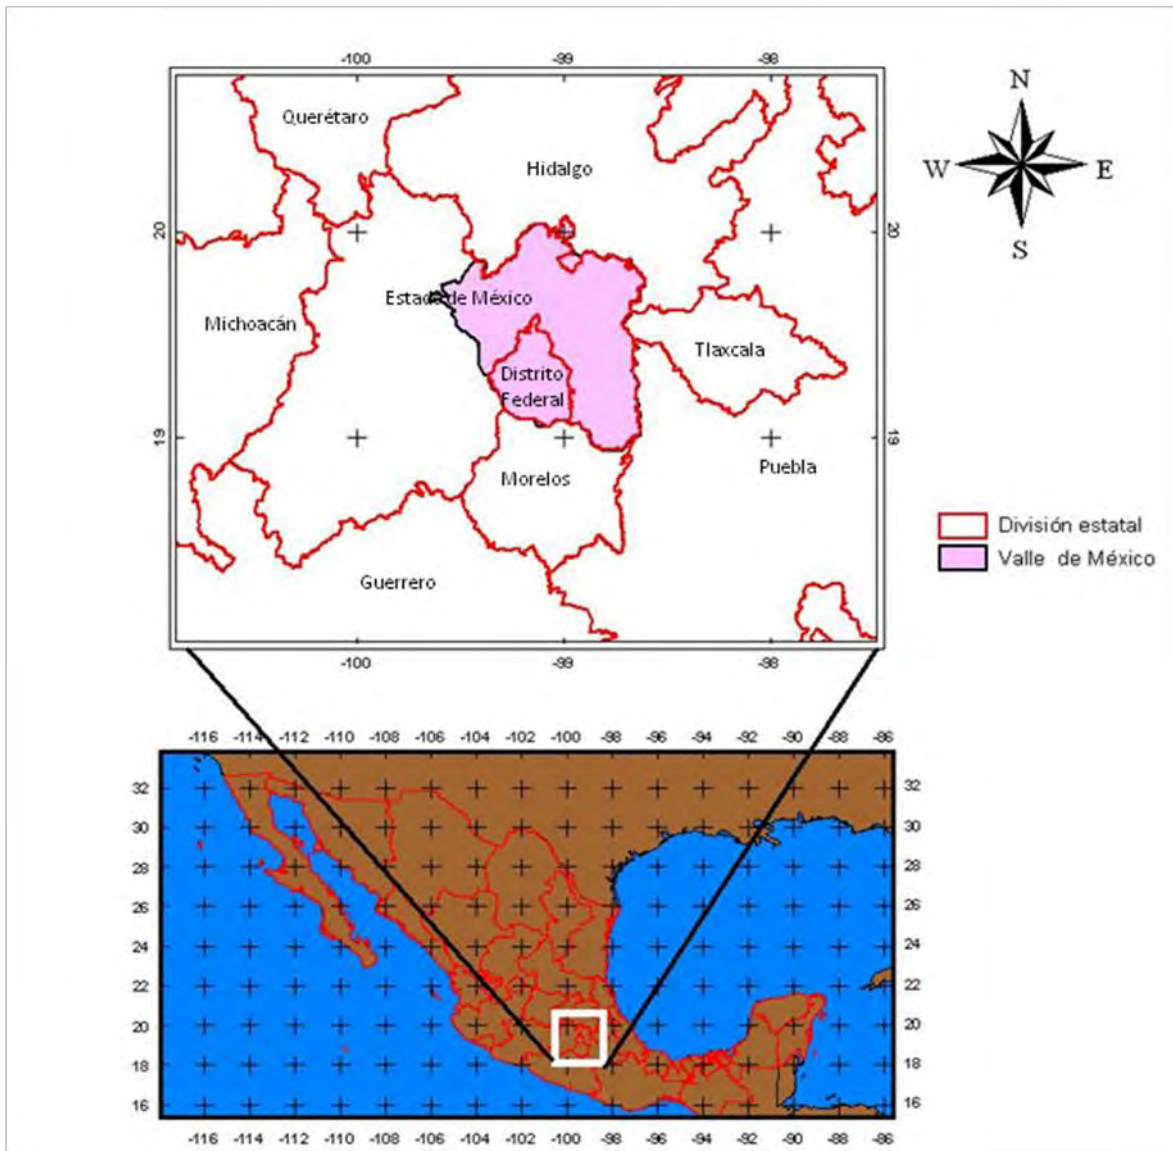 -100 -99 -98
N
W E
S
Querétaro
Hidalgo
20 20
Estado de México
Michoacán
Tlaxcala
Distrito
Federal
19 19
Puebla
Morelos
División estatal
Valle de México
Guerrero
-100 -99 -98
-116 -114 -112 -110 -108 -106 -104 -102 -100 -98 -96 -94 -92 -90 -88 -86
32 32
30 30
28 28
26 26
24 24
22 22
20 20
18 18
16 16
-116 -114 -112 -110 -108 -106 -104 -102 -100 -98 -96 -94 -92 -90 -88 -86